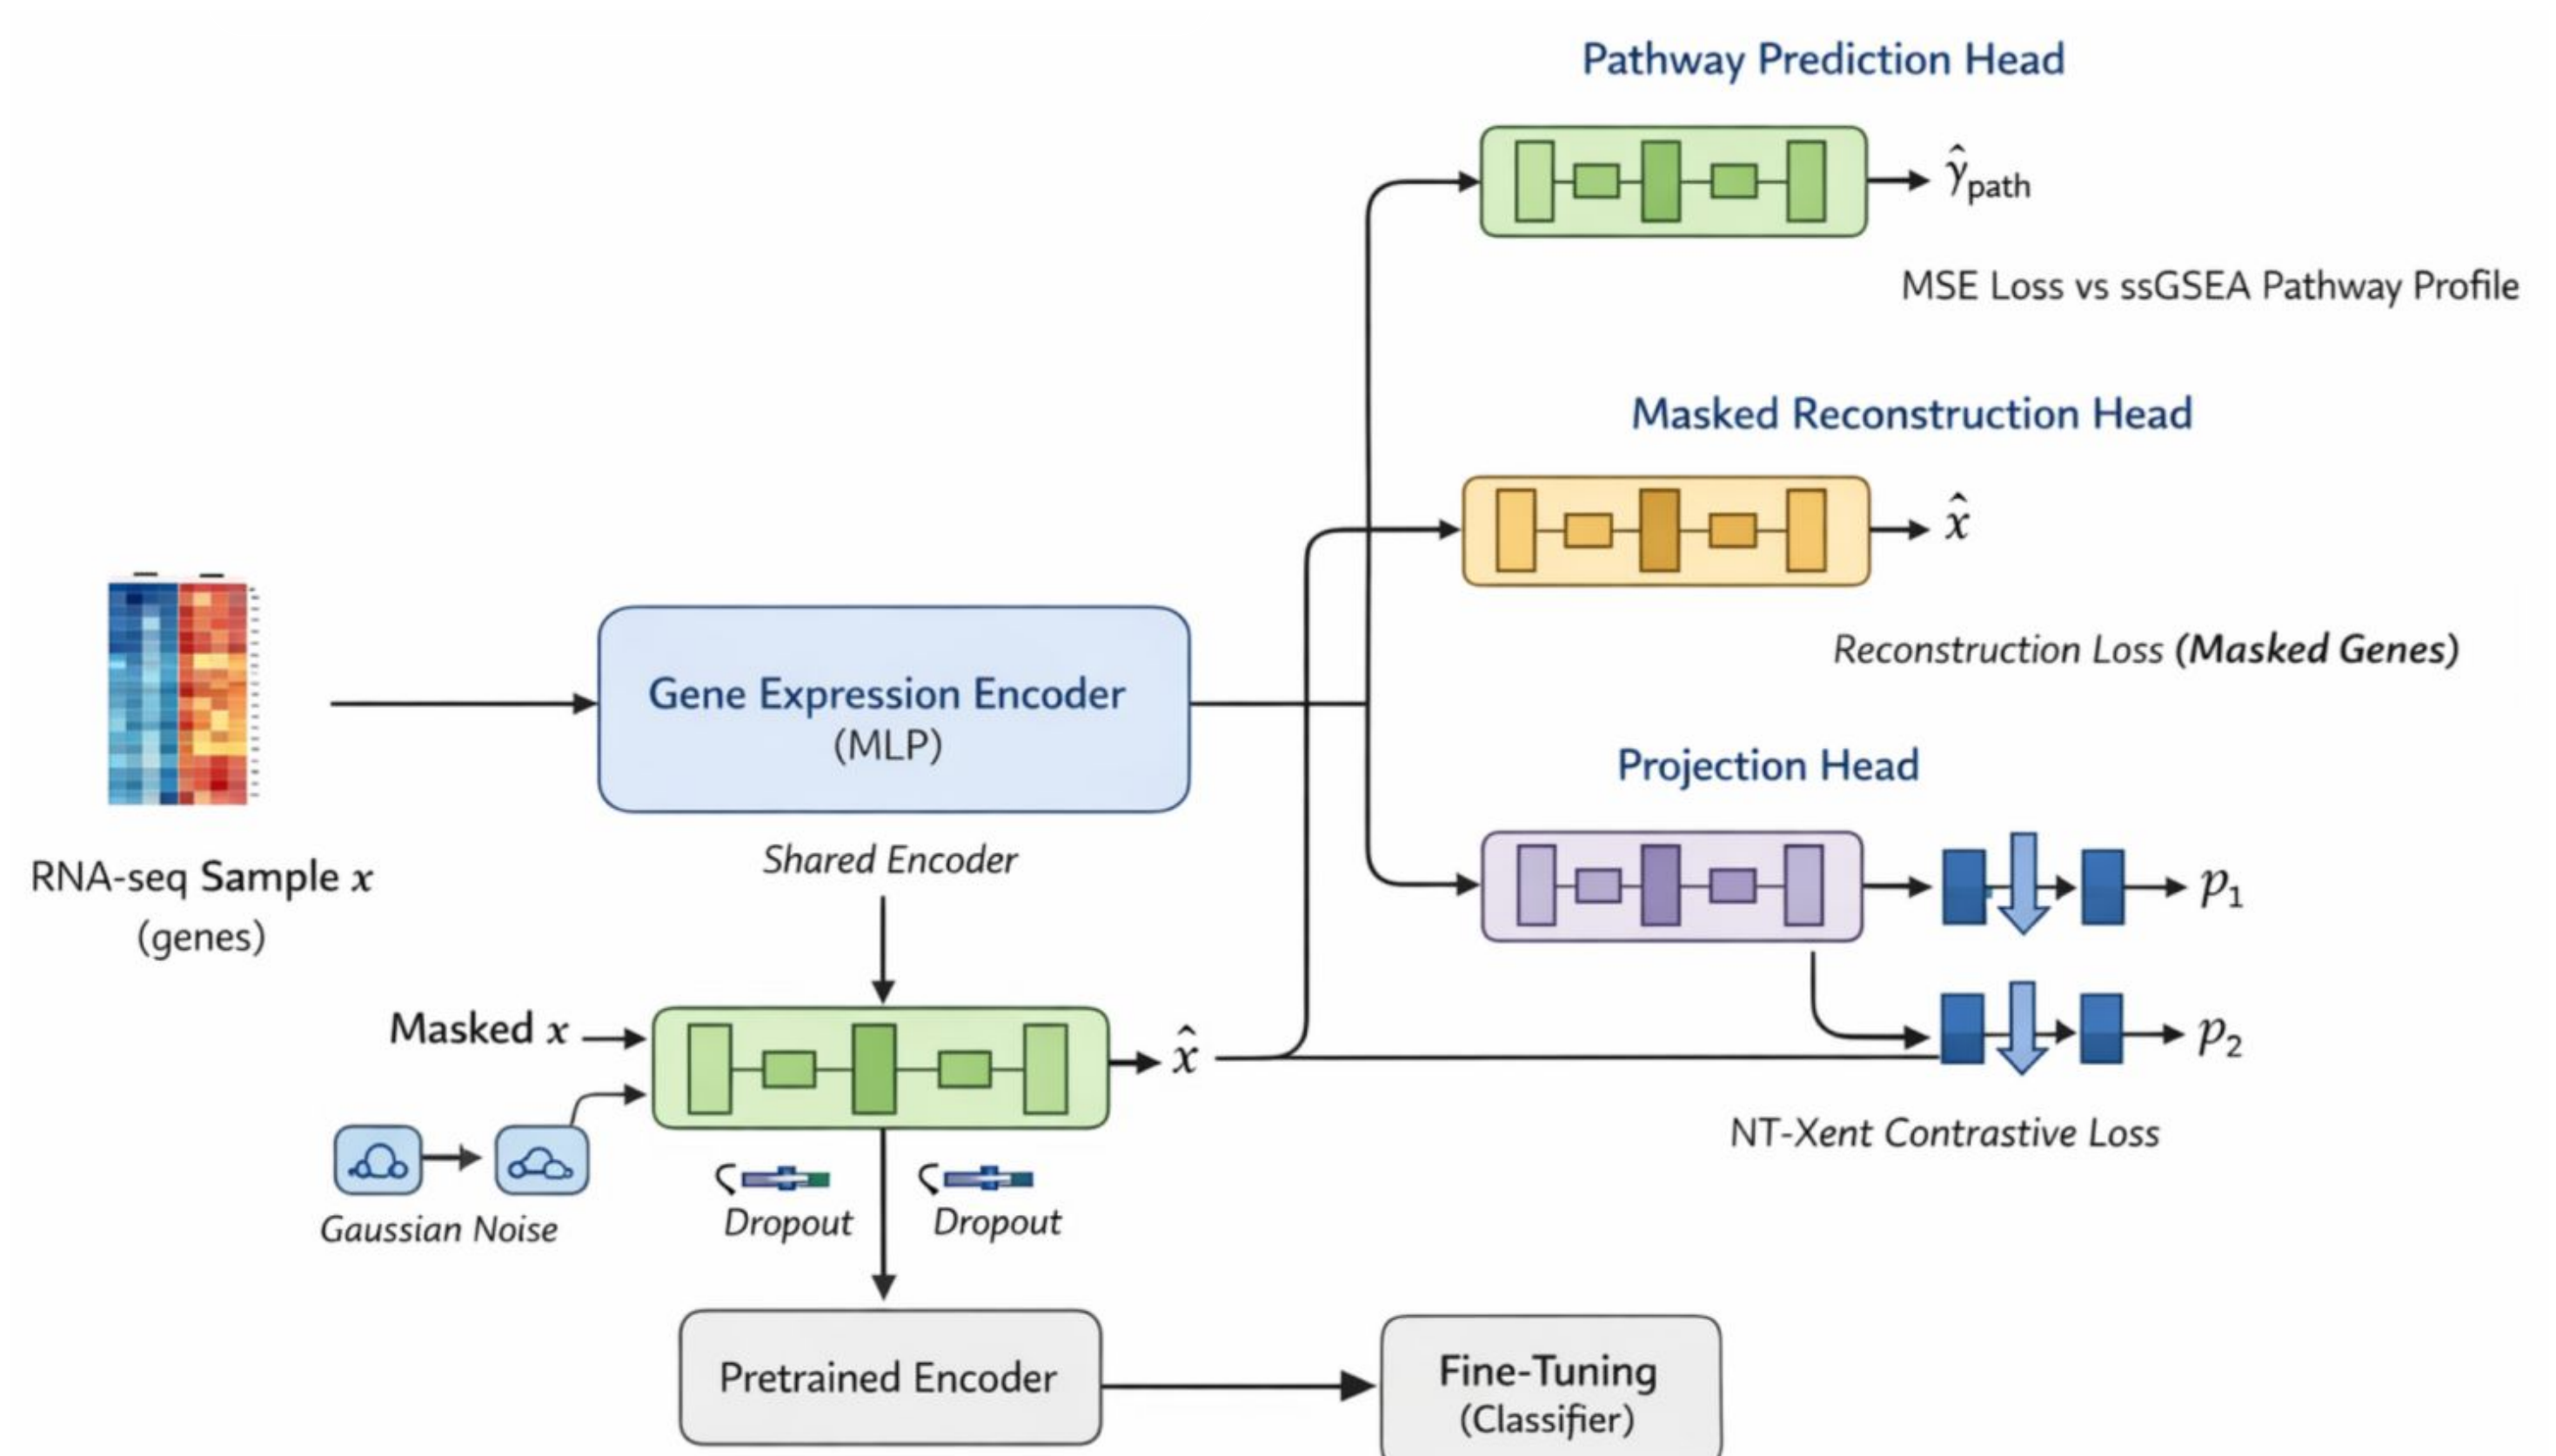 Pathway Prediction Head
γ̂path
MSE Loss vs ssGSEA Pathway Profile
Masked Reconstruction Head
x̂
Reconstruction Loss (Masked Genes)
Gene Expression Encoder
(MLP)
Shared Encoder
RNA-seq Sample x
(genes)
Projection Head
p1
p2
NT-Xent Contrastive Loss
Masked x
x̂
Gaussian Noise
Dropout
Dropout
Pretrained Encoder
Fine-Tuning
(Classifier)